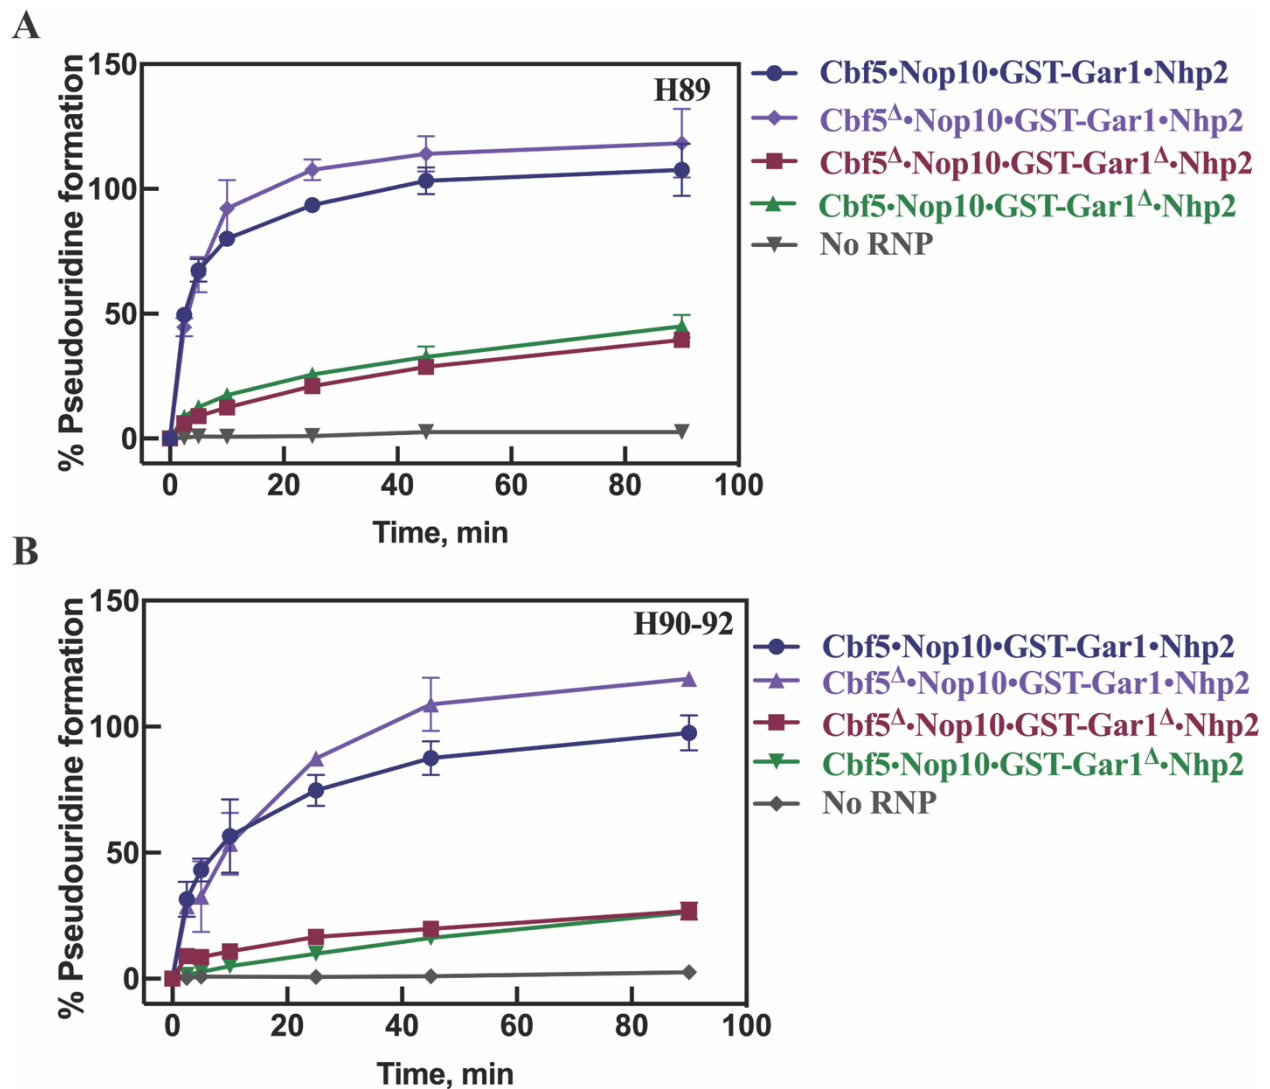 A
% Pseudouridine formation
150
100
50
0
0 20 40 60 80 100
Time, min
H89
Cbf5•Nop10•GST-Gar1•Nhp2
Cbf5Δ•Nop10•GST-Gar1•Nhp2
Cbf5Δ•Nop10•GST-Gar1Δ•Nhp2
Cbf5•Nop10•GST-Gar1Δ•Nhp2
No RNP
B
% Pseudouridine formation
150
100
50
0
0 20 40 60 80 100
Time, min
H90-92
Cbf5•Nop10•GST-Gar1•Nhp2
Cbf5Δ•Nop10•GST-Gar1•Nhp2
Cbf5Δ•Nop10•GST-Gar1Δ•Nhp2
Cbf5•Nop10•GST-Gar1Δ•Nhp2
No RNP